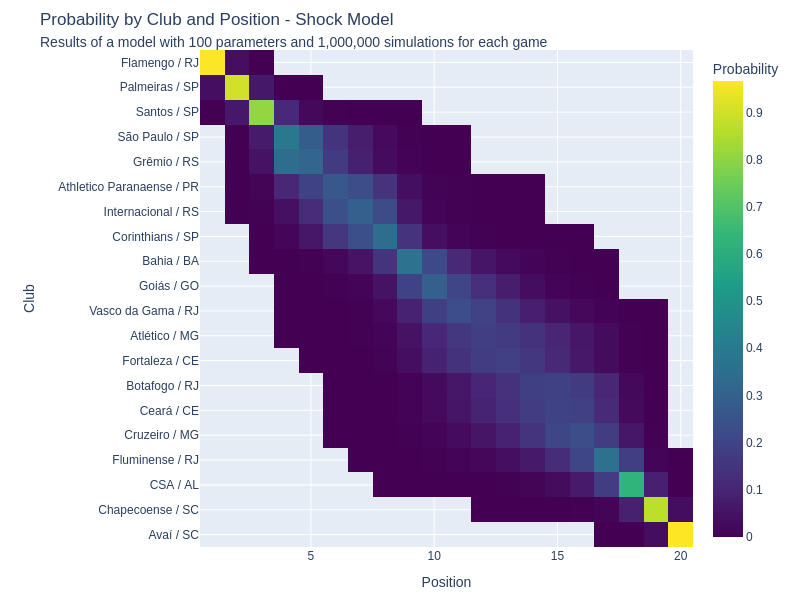 Probability by Club and Position - Shock Model
Results of a model with 100 parameters and 1,000,000 simulations for each game
Probability
Club
Flamengo / RJ
Palmeiras / SP
Santos / SP
São Paulo / SP
Grêmio / RS
Athletico Paranaense / PR
Internacional / RS
Corinthians / SP
Bahia / BA
Goiás / GO
Vasco da Gama / RJ
Atlético / MG
Fortaleza / CE
Botafogo / RJ
Ceará / CE
Cruzeiro / MG
Fluminense / RJ
CSA / AL
Chapecoense / SC
Avaí / SC
5 10 15 20
Position
0.9
0.8
0.7
0.6
0.5
0.4
0.3
0.2
0.1
0